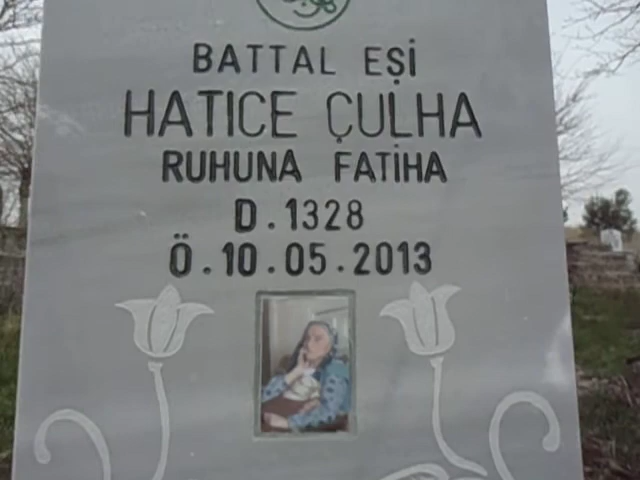 BATTAL EŞİ
HATICE ÇULHA
RUHUNA FATİHA
D.1328
Ö.10.05.2013